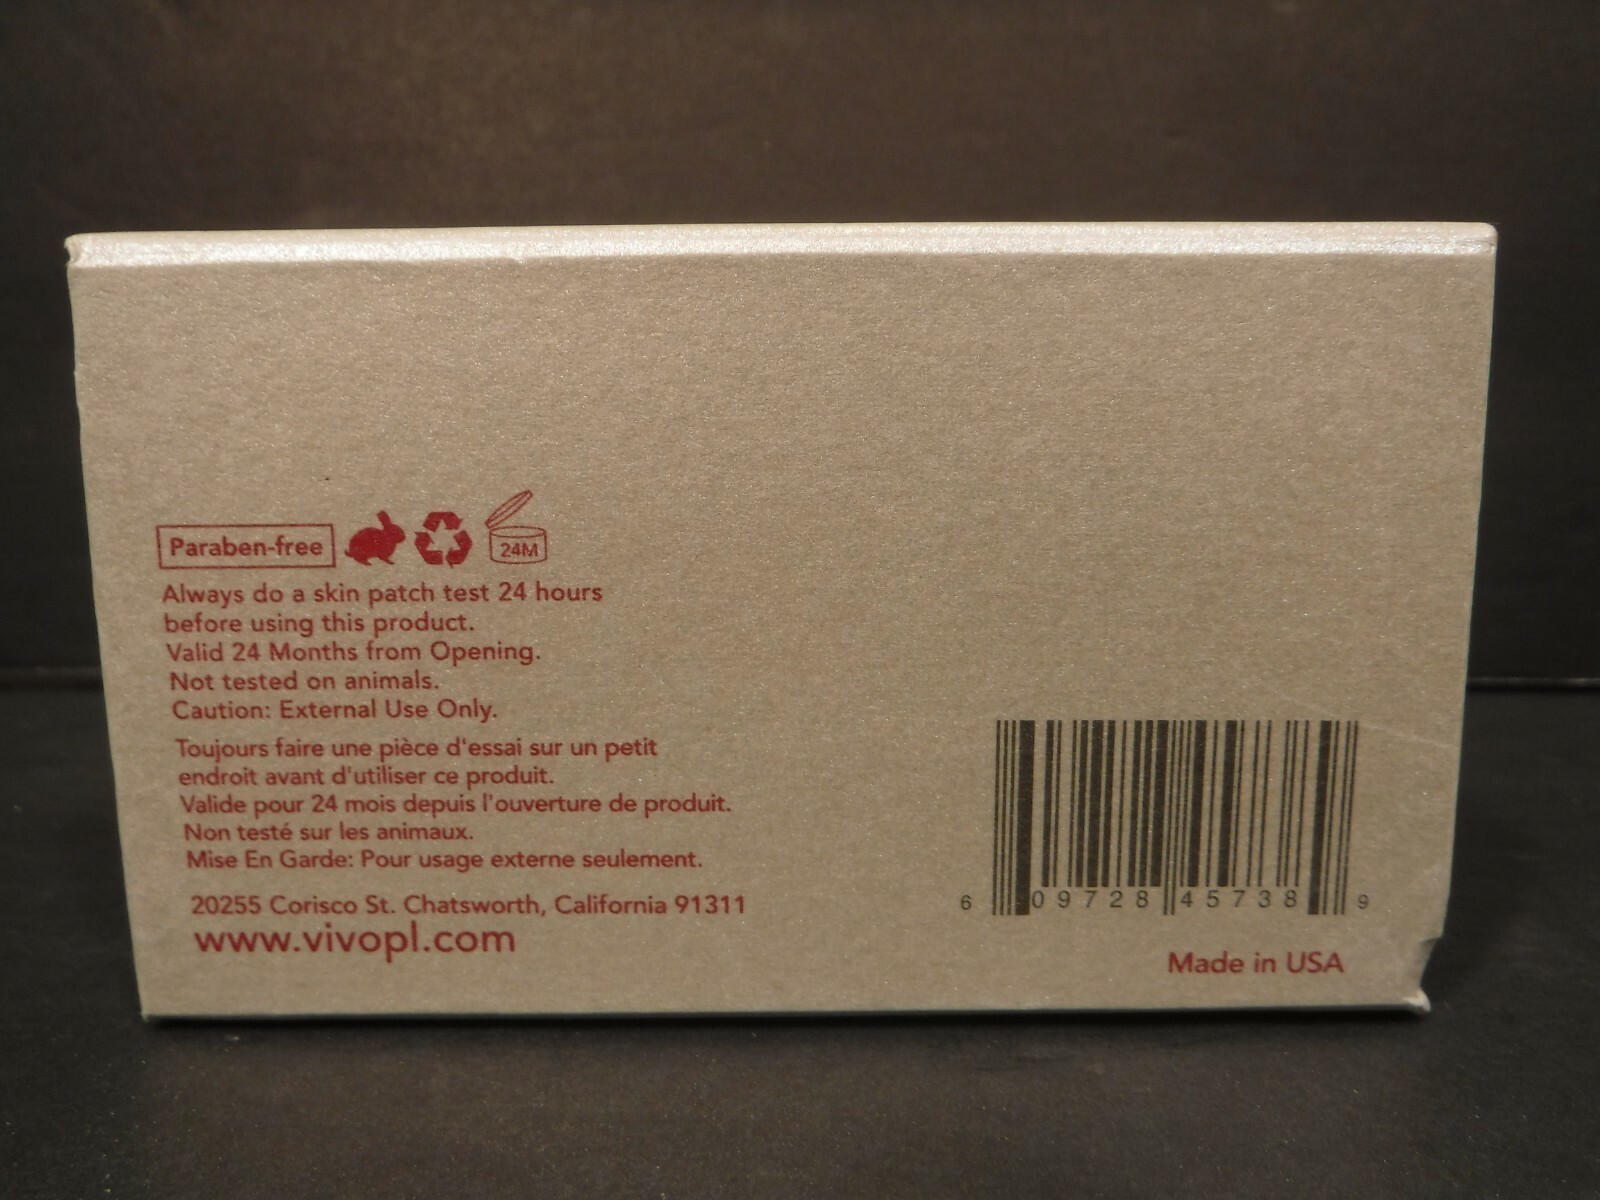 Paraben-free
24M
Always do a skin patch test 24 hours
before using this product.
Valid 24 Months from Opening.
Not tested on animals.
Caution: External Use Only.
Toujours faire une pièce d'essai sur un petit
endroit avant d'utiliser ce produit.
Valide pour 24 mois depuis l'ouverture de produit.
Non testé sur les animaux.
Mise En Garde: Pour usage externe seulement.
20255 Corisco St. Chatsworth, California 91311
www.vivopl.com
6 09728 45738 9
Made in USA